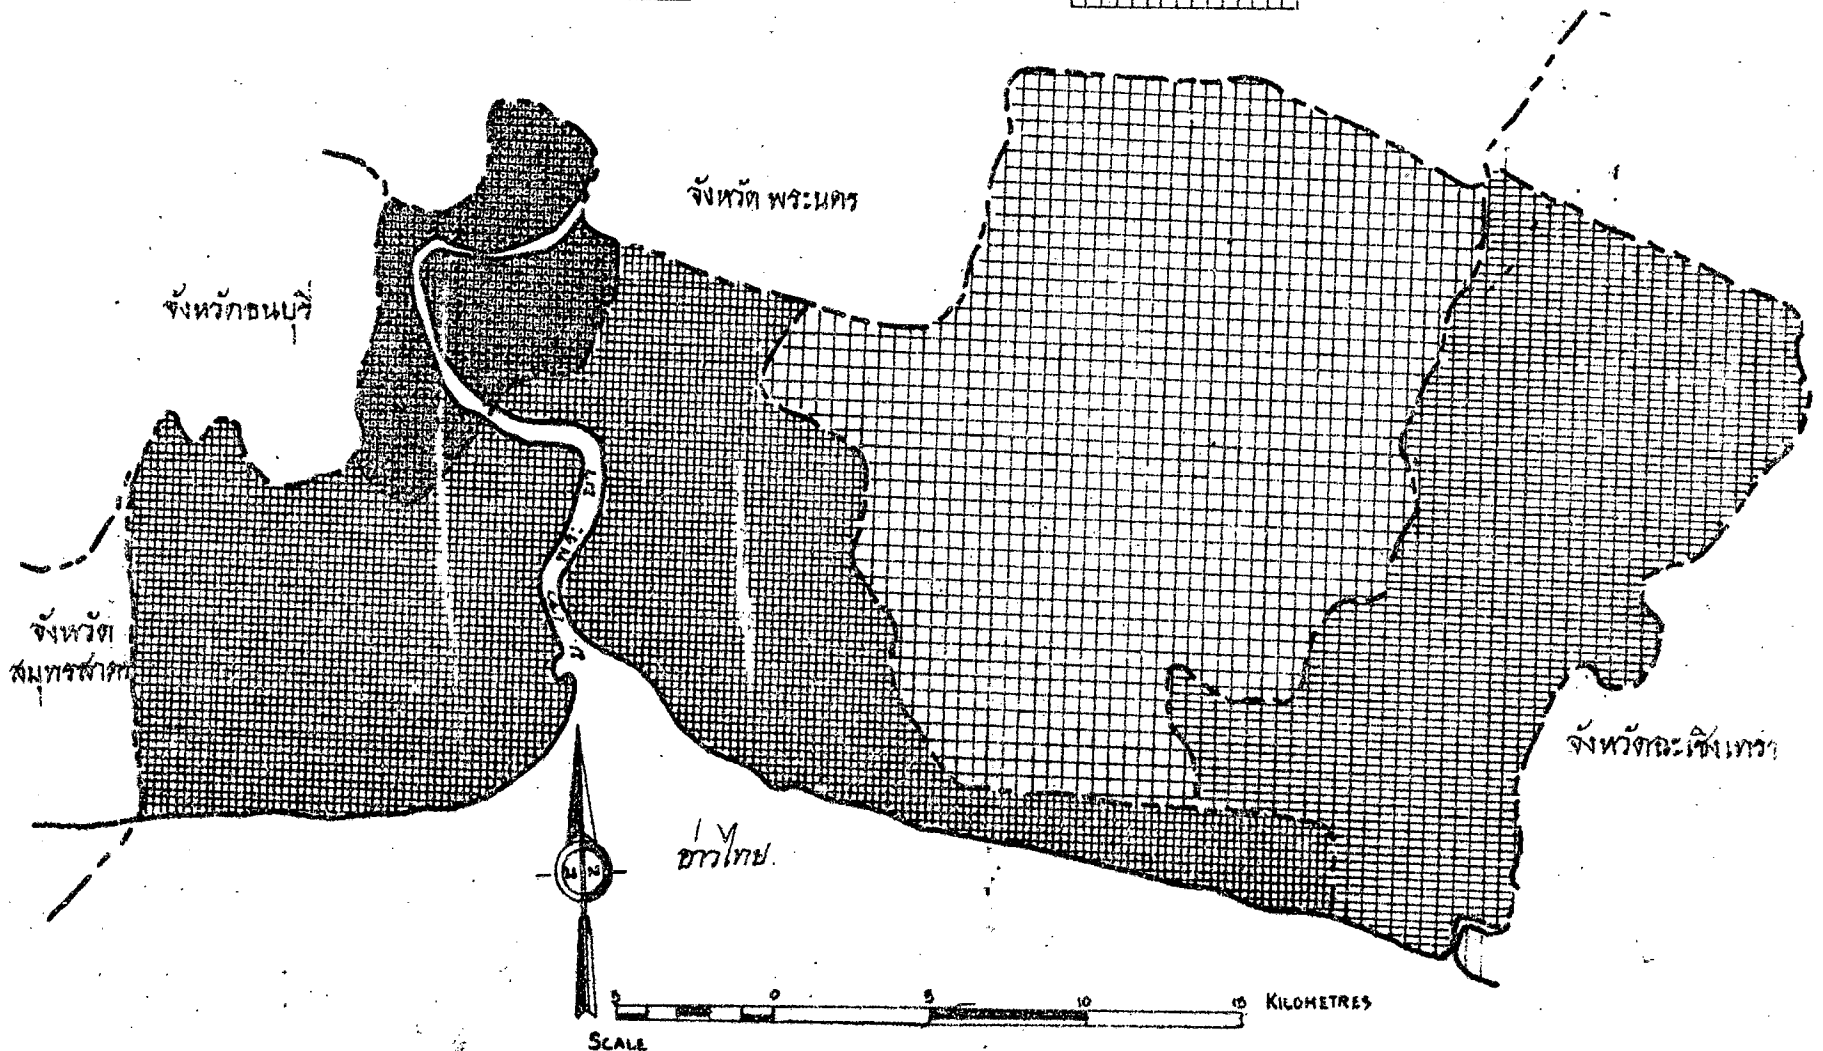 จังหวัด พระนคร
จังหวัดธนบุรี
จังหวัด
สมุทรสาคร
จังหวัดฉะเชิงเทรา
อ่าวไทย.
5 0 5 10 15 KILOMETRES
SCALE